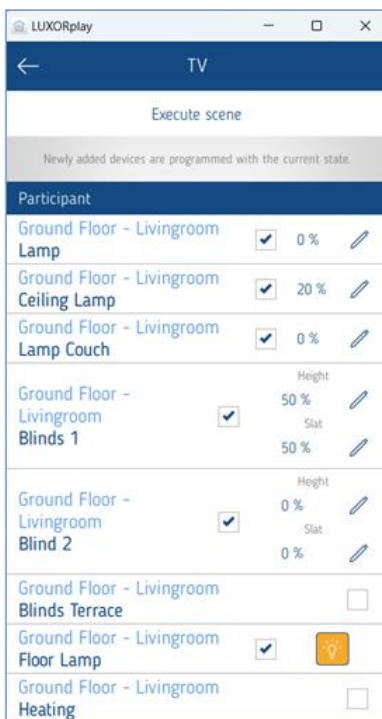 LUXORplay
TV
Execute scene
Newly added devices are programmed with the current state.
Participant
Ground Floor - Livingroom
Lamp
0 %
Ground Floor - Livingroom
Ceiling Lamp
20 %
Ground Floor - Livingroom
Lamp Couch
0 %
Ground Floor -
Livingroom
Blinds 1
Height
50 %
Slat
50 %
Ground Floor -
Livingroom
Blind 2
Height
0 %
Slat
0 %
Ground Floor - Livingroom
Blinds Terrace
Ground Floor - Livingroom
Floor Lamp
Ground Floor - Livingroom
Heating